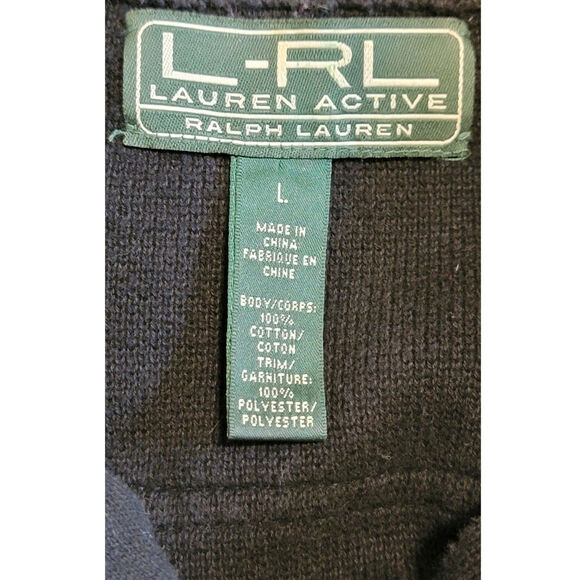 L-RL
LAUREN ACTIVE
RALPH LAUREN
L
MADE IN
CHINA
FABRIQUE EN
CHINE
BODY/CORPS:
100%
COTTON/
COTON
TRIM/
GARNITURE:
100%
POLYESTER/
POLYESTER